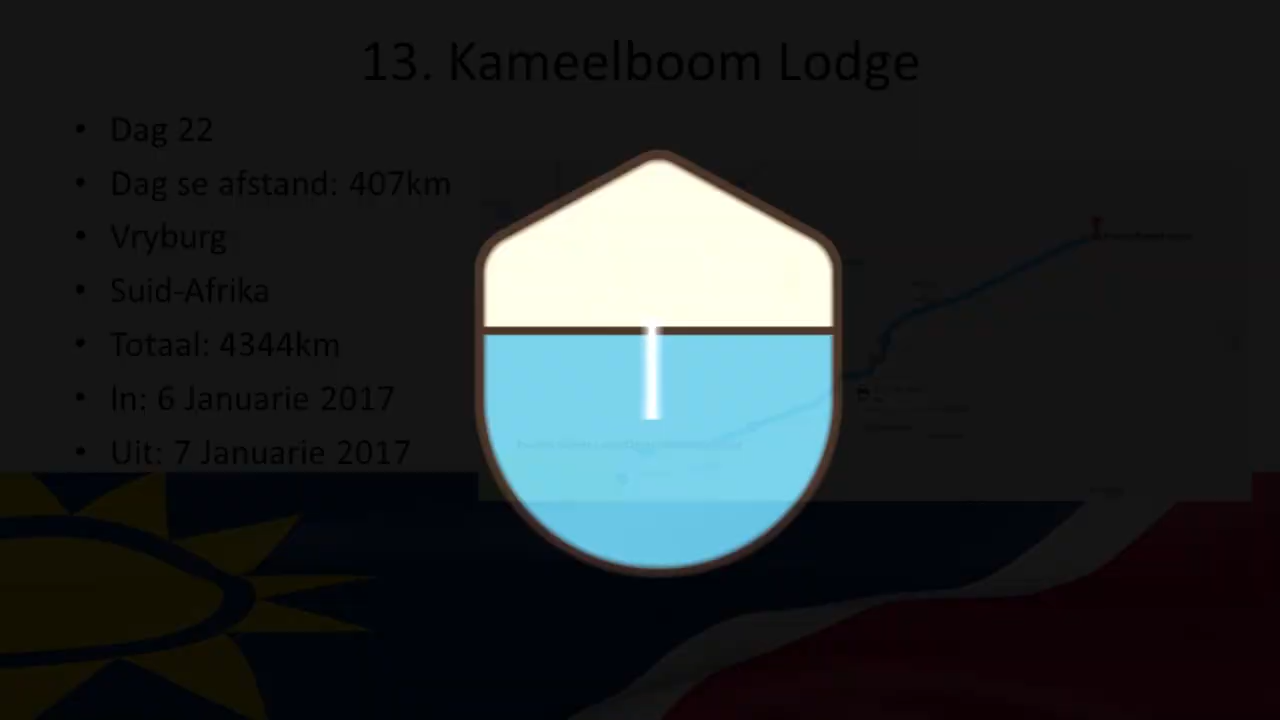 13. Kameelboom Lodge
• Dag 22
• Dag se afstand: 407km
• Vryburg
• Suid-Afrika
• Totaal: 4344km
• In: 6 Januarie 2017
• Uit: 7 Januarie 2017